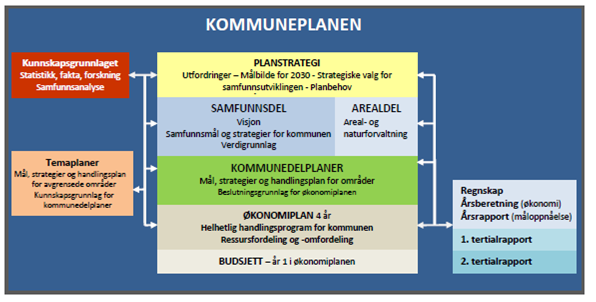 KOMMUNEPLANEN
Kunnskapsgrunnlaget
Statistikk, fakta, forskning
Samfunnsanalyse
PLANSTRATEGI
Utfordringer – Målbilde for 2030 - Strategiske valg for
samfunnsutviklingen - Planbehov
SAMFUNNSDEL
Visjon
Samfunnsmål og strategier for kommunen
Verdigrunnlag
AREALDEL
Areal- og
naturforvaltning
Temaplaner
Mål, strategier og handlingsplan
for avgrensede områder
Kunnskapsgrunnlag for
kommunedelplaner
KOMMUNEDELPLANER
Mål, strategier og handlingsplan for områder
Beslutningsgrunnlag for økonomiplanen
ØKONOMIPLAN 4 år
Helhetlig handlingsprogram for kommunen
Ressursfordeling og -omfordeling
BUDSJETT – år 1 i økonomiplanen
Regnskap
Årsberetning (økonomi)
Årsrapport (måloppnåelse)
1. tertialrapport
2. tertialrapport